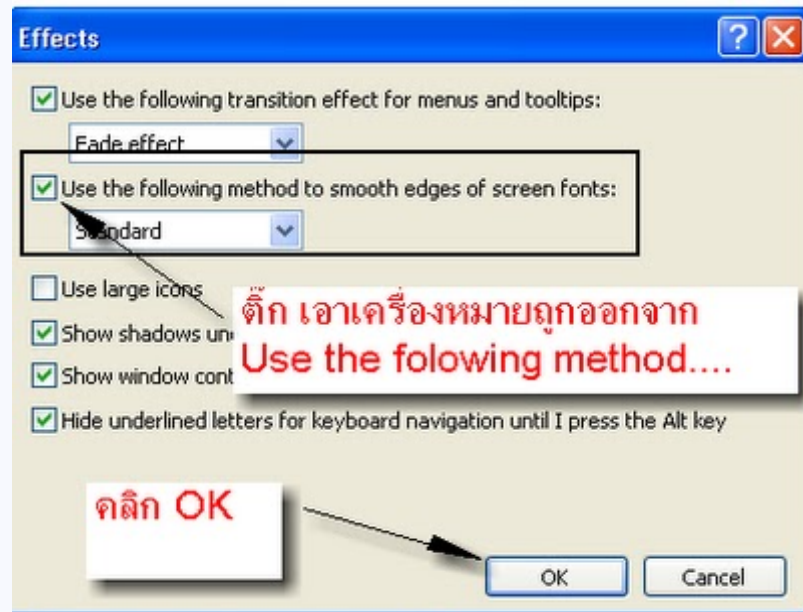 Effects
Use the following transition effect for menus and tooltips:
Fade effect
Use the following method to smooth edges of screen fonts:
Standard
Use large icons
ติ๊ก เอาเครื่องหมายถูกออกจาก
Use the folowing method....
Show shadows un
Show window cont
Hide underlined letters for keyboard navigation until I press the Alt key
คลิก OK
OK
Cancel